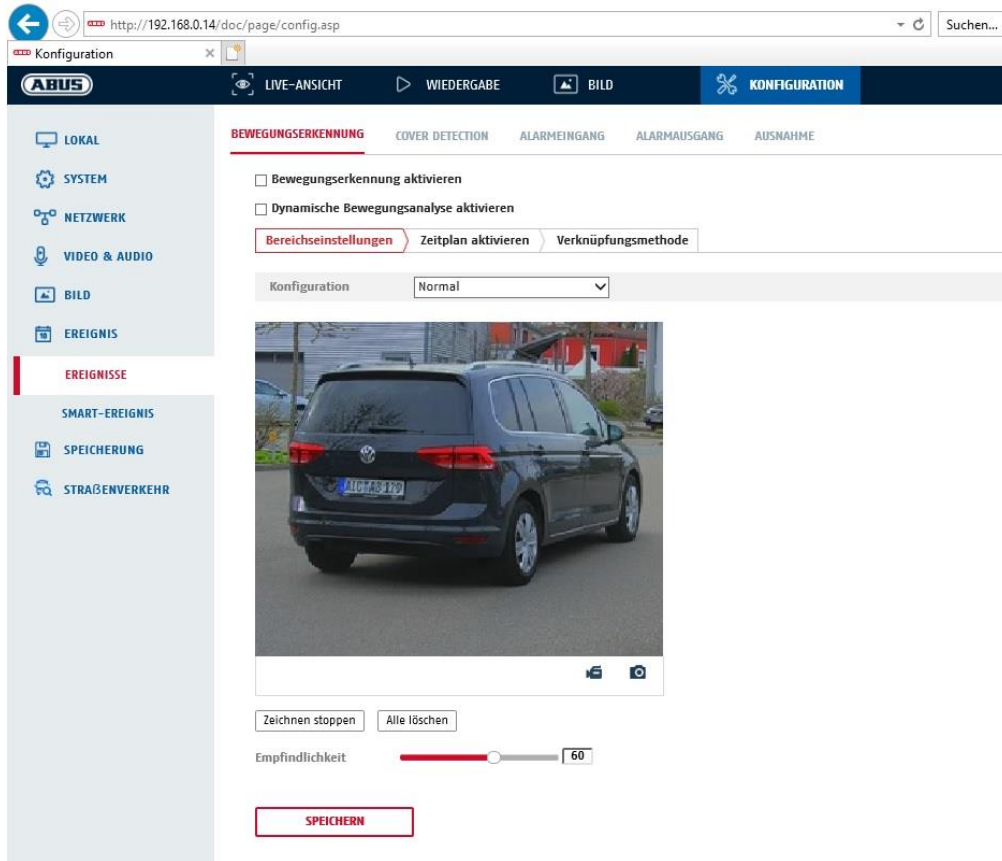 http://192.168.0.14/doc/page/config.asp
Suchen...
Konfiguration
ABUS
LIVE-ANSICHT
WIEDERGABE
BILD
KONFIGURATION
LOKAL
SYSTEM
NETZWERK
VIDEO & AUDIO
BILD
EREIGNIS
EREIGNISSE
SMART-EREIGNIS
SPEICHERUNG
STRAßENVERKEHR
BEWEGUNGSERKENNUNG
COVER DETECTION
ALARMEINGANG
ALARMAUSGANG
AUSNAHME
Bewegungserkennung aktivieren
Dynamische Bewegungsanalyse aktivieren
Bereichseinstellungen
Zeitplan aktivieren
Verknüpfungsmethode
Konfiguration
Normal
Zeichnen stoppen
Alle löschen
Empfindlichkeit
60
SPEICHERN